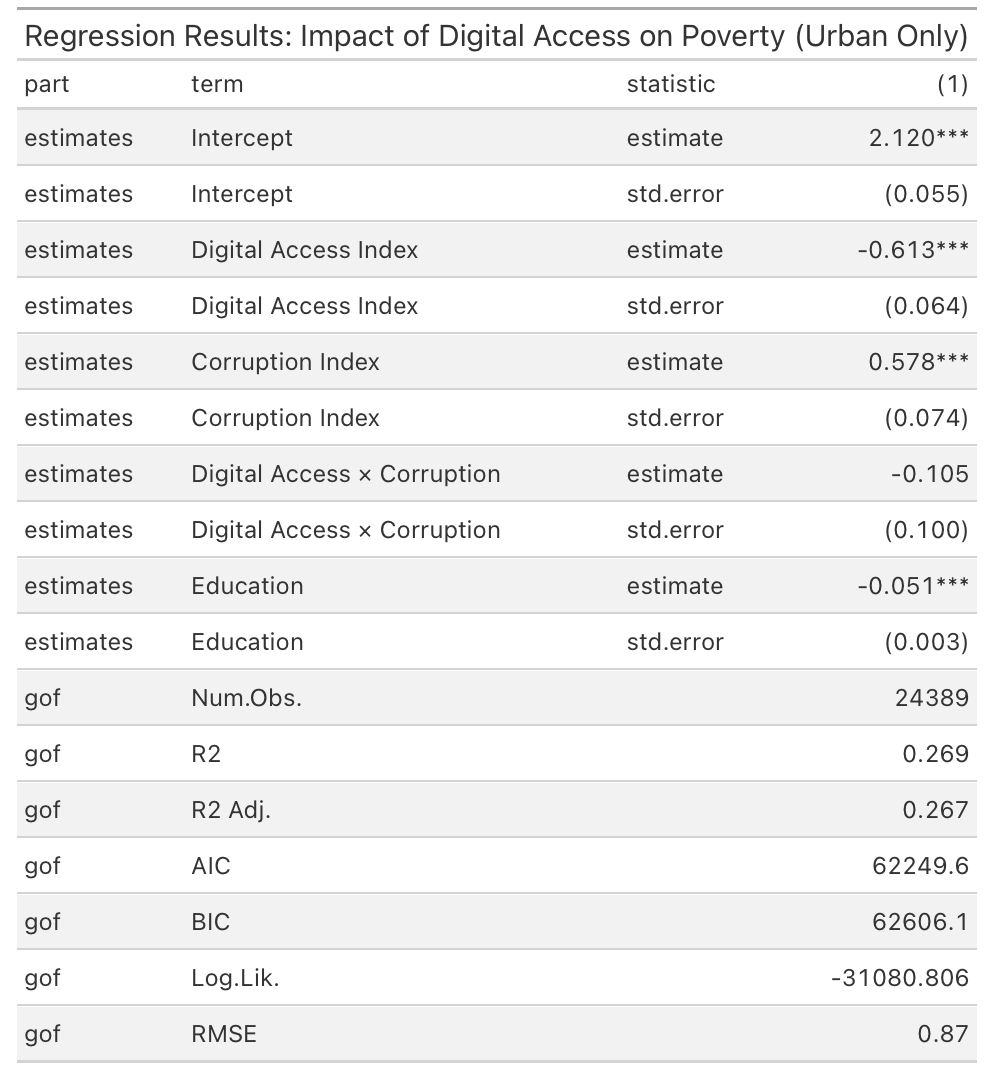 Regression Results: Impact of Digital Access on Poverty (Urban Only)
part term statistic (1)
estimates Intercept estimate 2.120***
estimates Intercept std.error (0.055)
estimates Digital Access Index estimate -0.613***
estimates Digital Access Index std.error (0.064)
estimates Corruption Index estimate 0.578***
estimates Corruption Index std.error (0.074)
estimates Digital Access × Corruption estimate -0.105
estimates Digital Access × Corruption std.error (0.100)
estimates Education estimate -0.051***
estimates Education std.error (0.003)
gof Num.Obs. 24389
gof R2 0.269
gof R2 Adj. 0.267
gof AIC 62249.6
gof BIC 62606.1
gof Log.Lik. -31080.806
gof RMSE 0.87